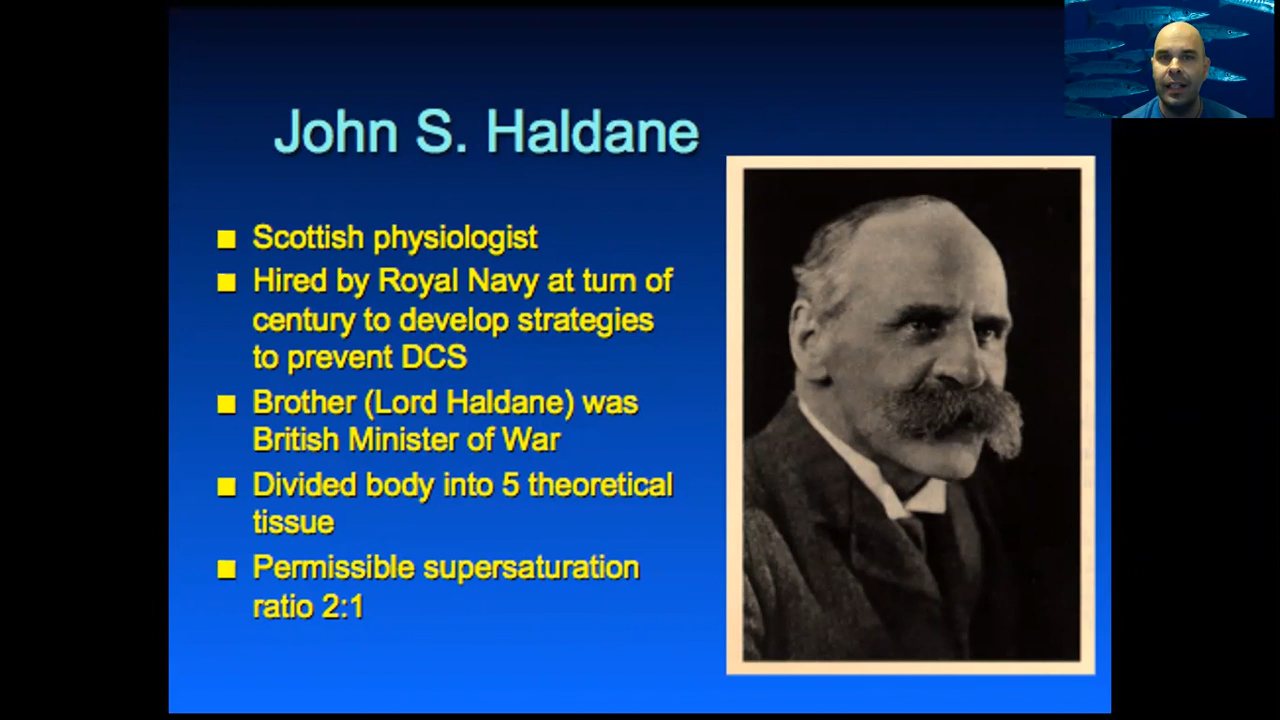 John S. Haldane
Scottish physiologist
Hired by Royal Navy at turn of
century to develop strategies
to prevent DCS
Brother (Lord Haldane) was
British Minister of War
Divided body into 5 theoretical
tissue
Permissible supersaturation
ratio 2:1